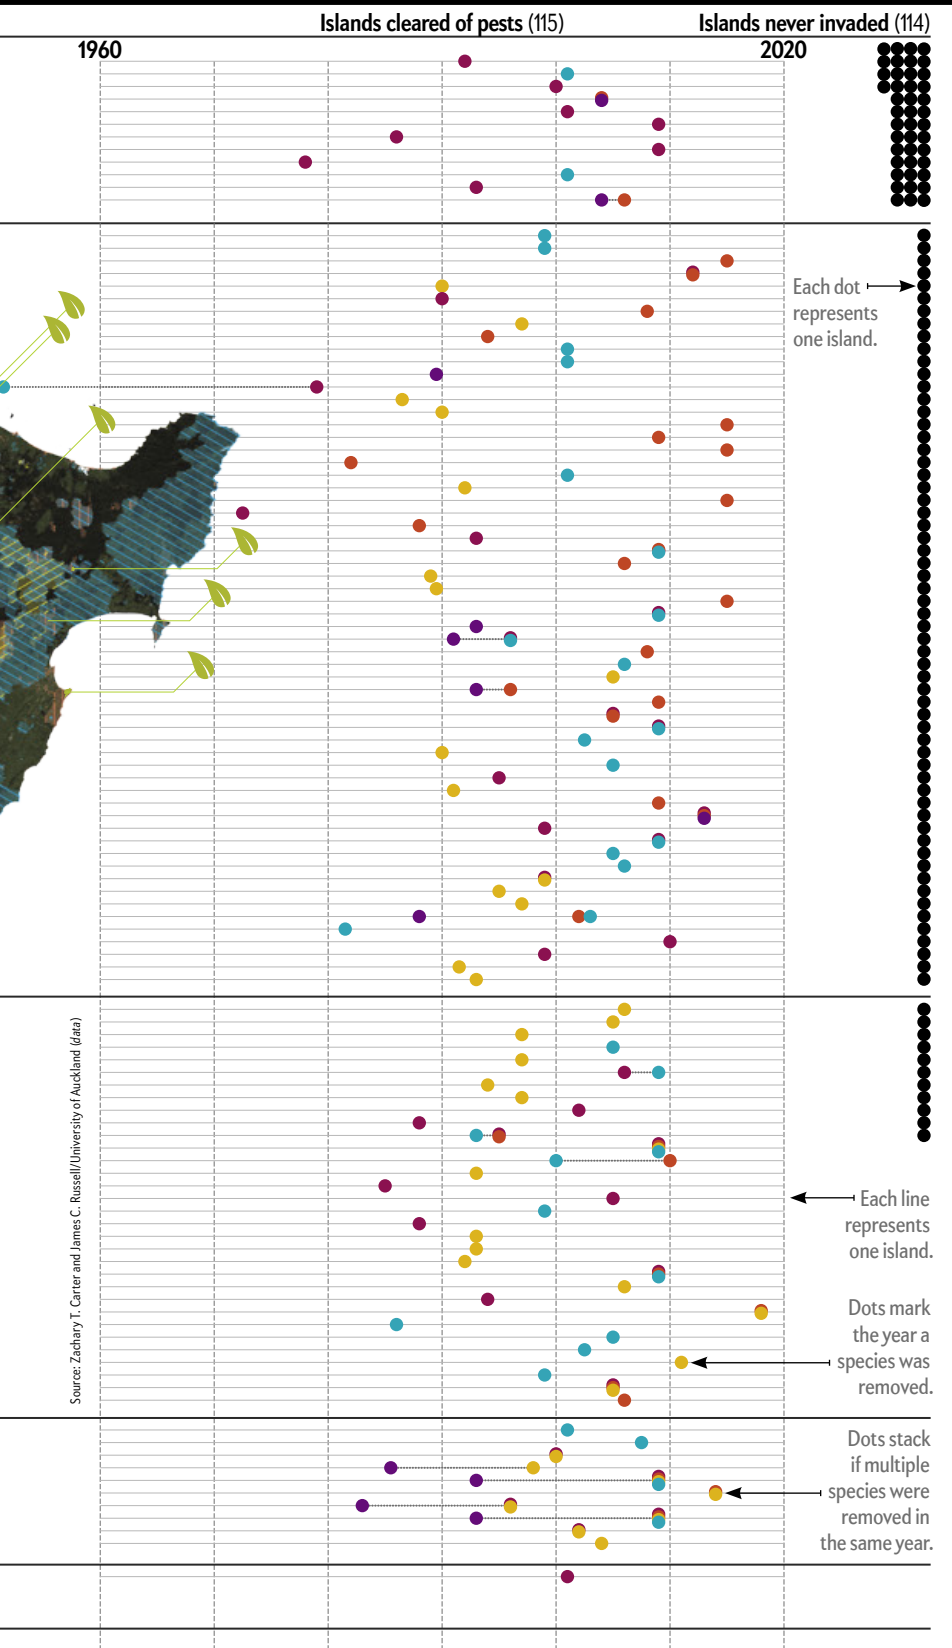 Islands cleared of pests (115)
Islands never invaded (114)
1960
2020
Each dot
represents
one island.
Source: Zachary T. Carter and James C. Russell/University of Auckland (data)
Each line
represents
one island.
Dots mark
the year a
species was
removed.
Dots stack
if multiple
species were
removed in
the same year.